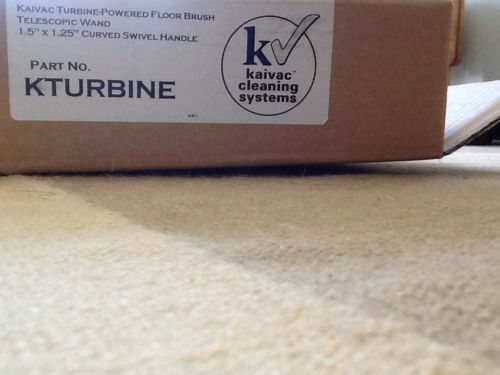 Kaivac Turbine-Powered Floor Brush
Telescopic Wand
1.5" x 1.25" Curved Swivel Handle
Part No.
KTURBINE
k
kaivac™
cleaning
systems